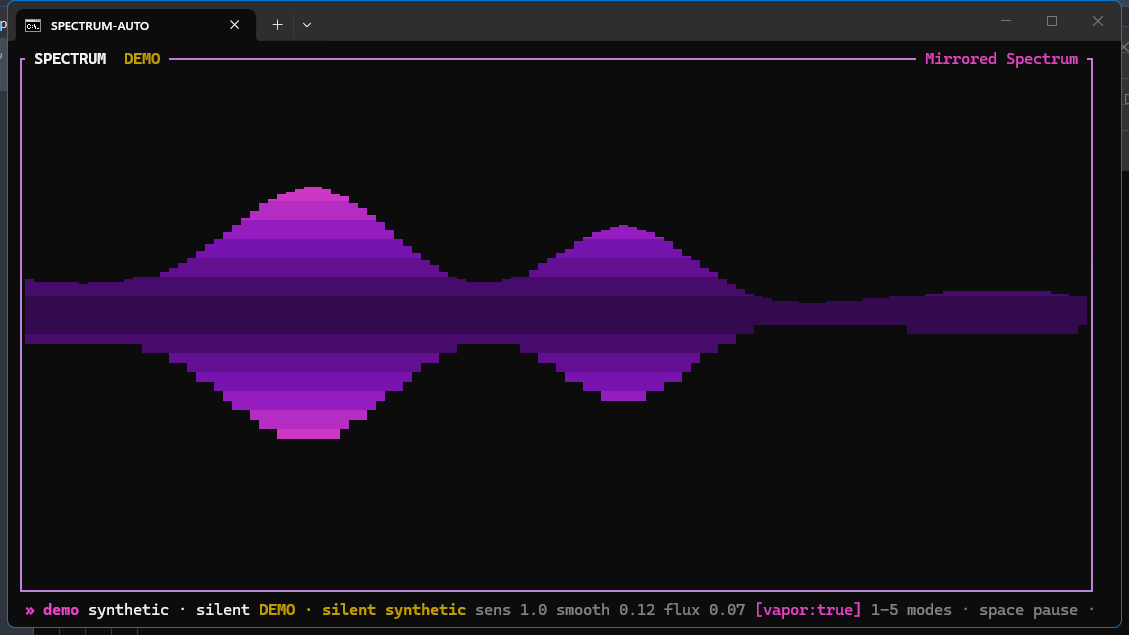 SPECTRUM-AUTO
SPECTRUM DEMO Mirrored Spectrum
» demo synthetic · silent DEMO · silent synthetic sens 1.0 smooth 0.12 flux 0.07 [vapor:true] 1-5 modes · space pause ·